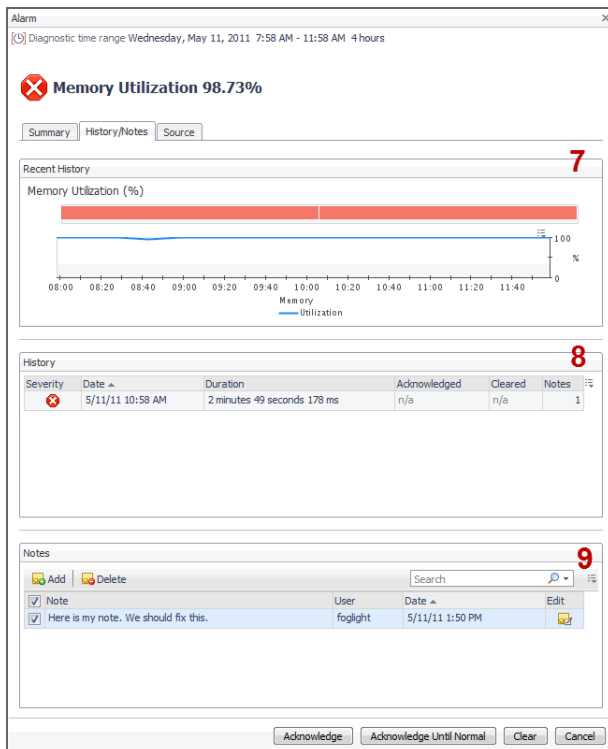 Alarm
Diagnostic time range Wednesday, May 11, 2011 7:58 AM - 11:58 AM 4 hours
Memory Utilization 98.73%
Summary History/Notes Source
Recent History 7
Memory Utilization (%)
100
%
0
08:00 08:20 08:40 09:00 09:20 09:40 10:00 10:20 10:40 11:00 11:20 11:40
Memory
Utilization
History 8
Severity Date Duration Acknowledged Cleared Notes
5/11/11 10:58 AM 2 minutes 49 seconds 178 ms n/a n/a 1
Notes 9
Add Delete Search
Note User Date Edit
Here is my note. We should fix this. foglight 5/11/11 1:50 PM
Acknowledge Acknowledge Until Normal Clear Cancel